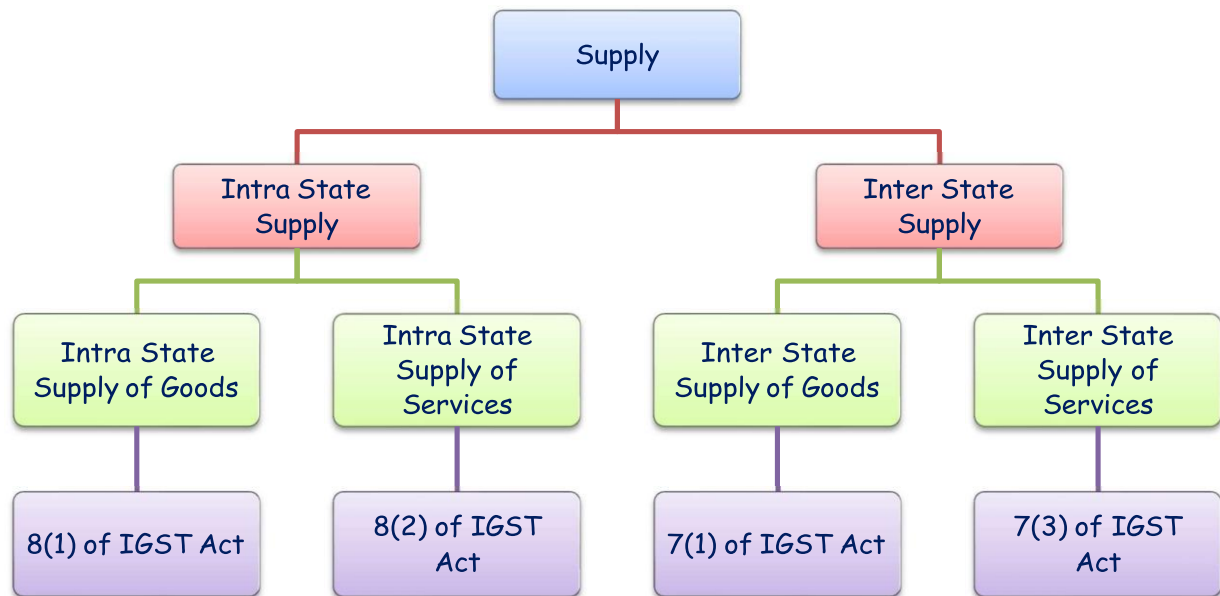 Supply
Intra State
Supply
Inter State
Supply
Intra State
Supply of Goods
Intra State
Supply of
Services
Inter State
Supply of Goods
Inter State
Supply of
Services
8(1) of IGST Act
8(2) of IGST
Act
7(1) of IGST Act
7(3) of IGST
Act